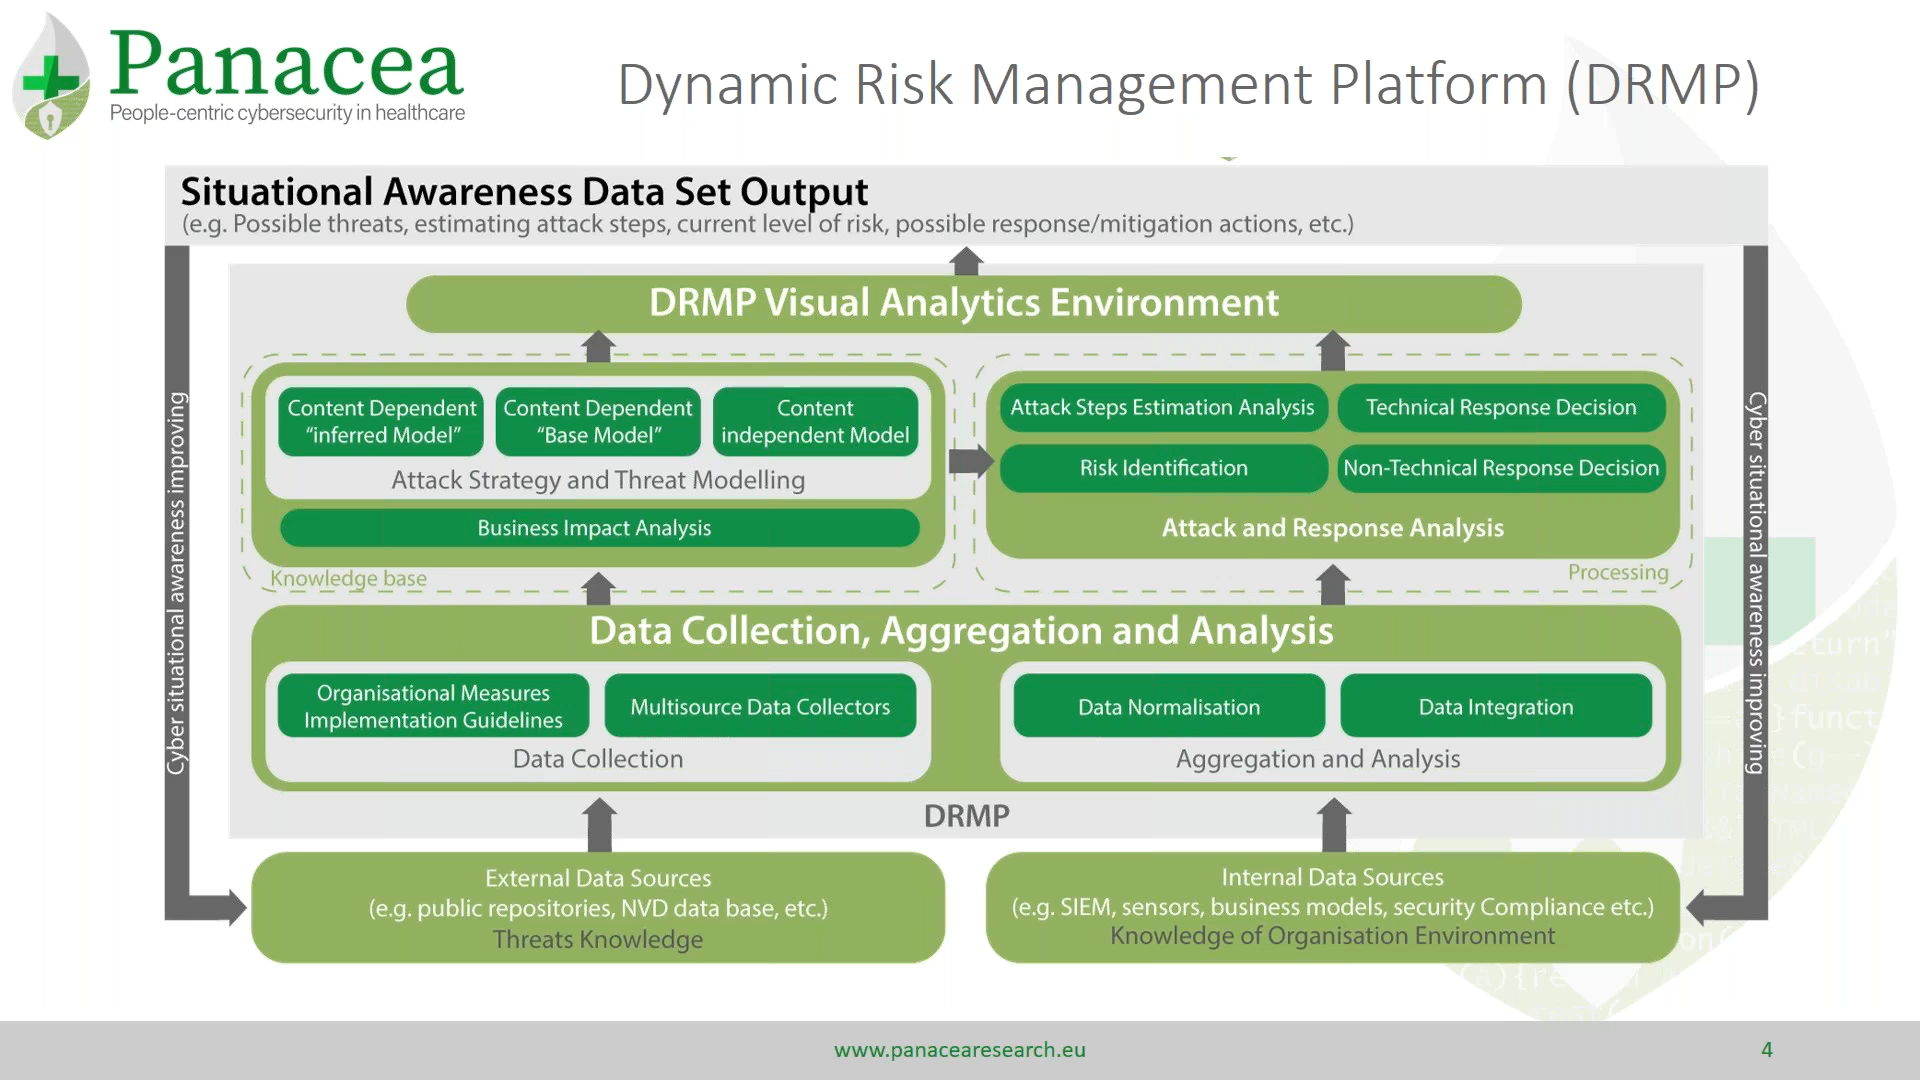 Panacea
People-centric cybersecurity in healthcare
Dynamic Risk Management Platform (DRMP)
Situational Awareness Data Set Output
(e.g. Possible threats, estimating attack steps, current level of risk, possible response/mitigation actions, etc.)
DRMP Visual Analytics Environment
Content Dependent
“inferred Model”
Content Dependent
“Base Model”
Content
independent Model
Attack Strategy and Threat Modelling
Business Impact Analysis
Knowledge base
Attack Steps Estimation Analysis
Technical Response Decision
Risk Identification
Non-Technical Response Decision
Attack and Response Analysis
Processing
Cyber situational awareness improving
Cyber situational awareness improving
Data Collection, Aggregation and Analysis
Organisational Measures
Implementation Guidelines
Multisource Data Collectors
Data Collection
Data Normalisation
Data Integration
Aggregation and Analysis
DRMP
External Data Sources
(e.g. public repositories, NVD data base, etc.)
Threats Knowledge
Internal Data Sources
(e.g. SIEM, sensors, business models, security Compliance etc.)
Knowledge of Organisation Environment
www.panacearesearch.eu
4